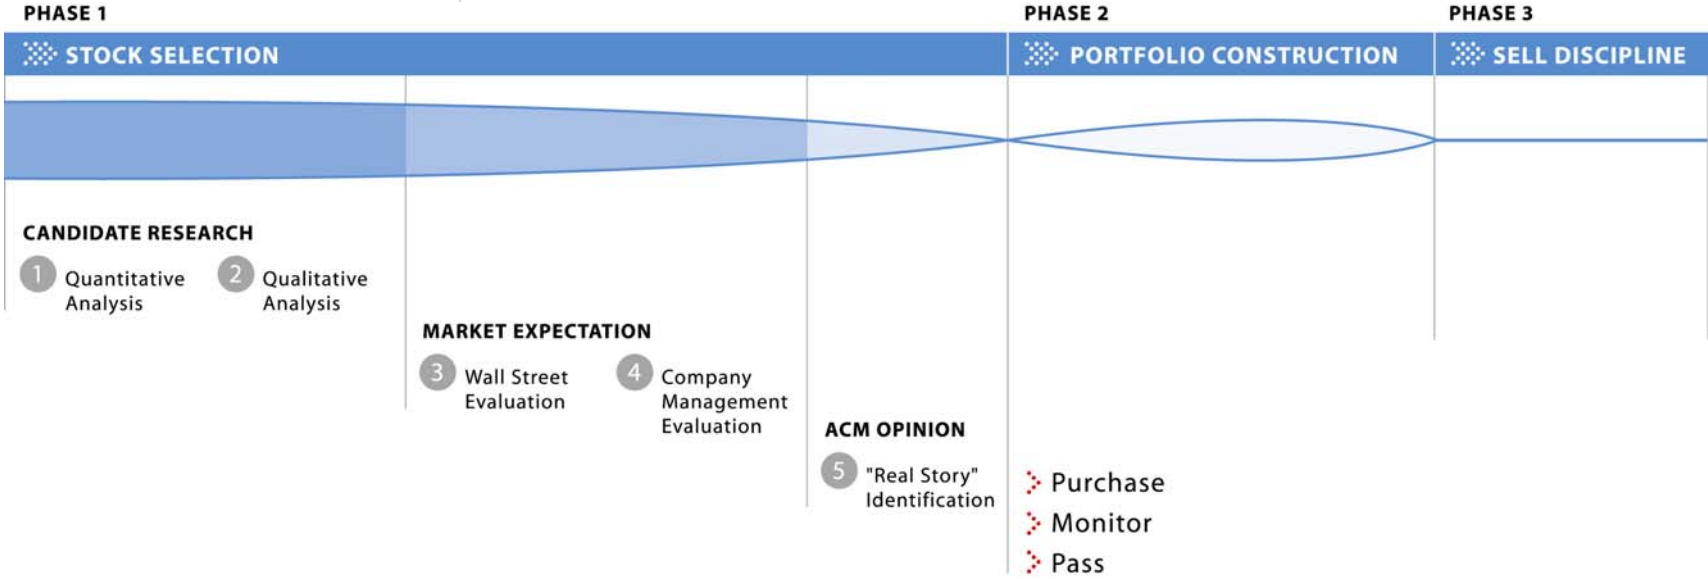 PHASE 1
PHASE 2
PHASE 3
STOCK SELECTION
PORTFOLIO CONSTRUCTION
SELL DISCIPLINE
CANDIDATE RESEARCH
1 Quantitative
Analysis
2 Qualitative
Analysis
MARKET EXPECTATION
3 Wall Street
Evaluation
4 Company
Management
Evaluation
ACM OPINION
5 "Real Story"
Identification
Purchase
Monitor
Pass